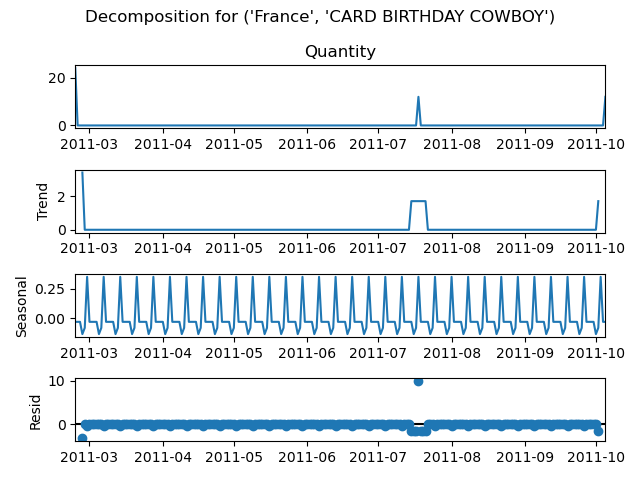 Decomposition for ('France', 'CARD BIRTHDAY COWBOY')
Quantity
20
0
2011-03 2011-04 2011-05 2011-06 2011-07 2011-08 2011-09 2011-10
Trend
2
0
2011-03 2011-04 2011-05 2011-06 2011-07 2011-08 2011-09 2011-10
Seasonal
0.25
0.00
2011-03 2011-04 2011-05 2011-06 2011-07 2011-08 2011-09 2011-10
Resid
10
0
2011-03 2011-04 2011-05 2011-06 2011-07 2011-08 2011-09 2011-10